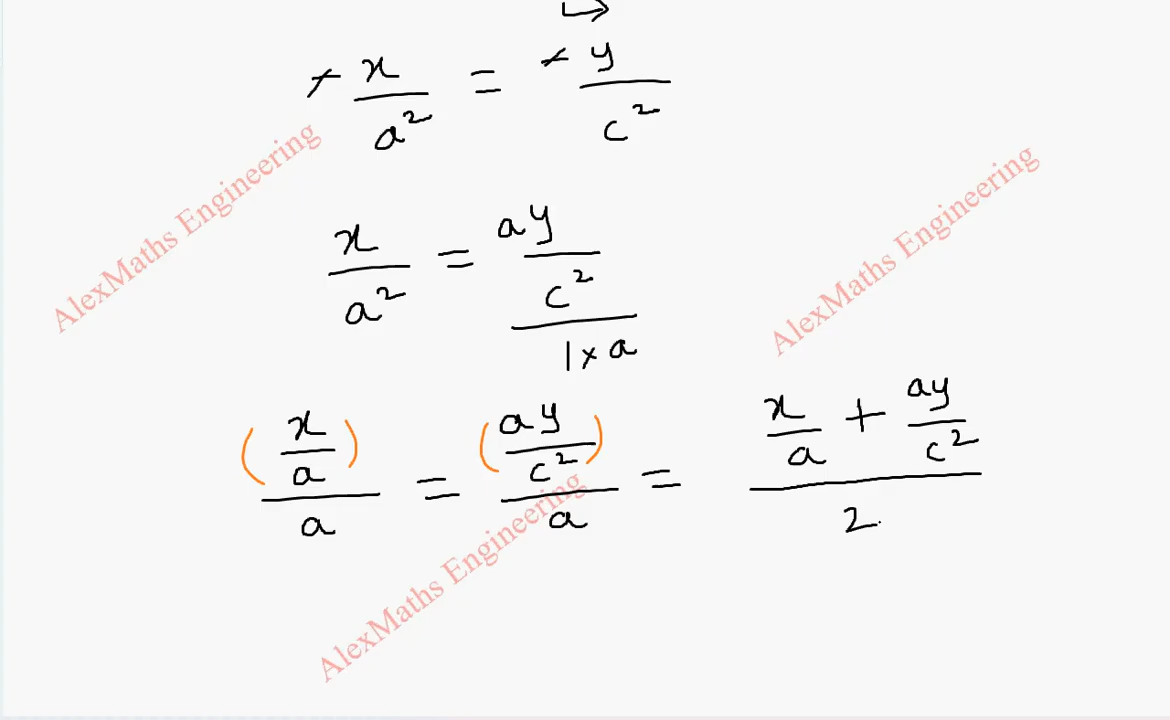 - x/a² = - y/c²
x/a² = (ay/c²)/(1 × a)
(x/a)/a = (ay/c²)/a = (x/a + ay/c²)/2.
AlexMaths Engineering
AlexMaths Engineering
AlexMaths Engineering